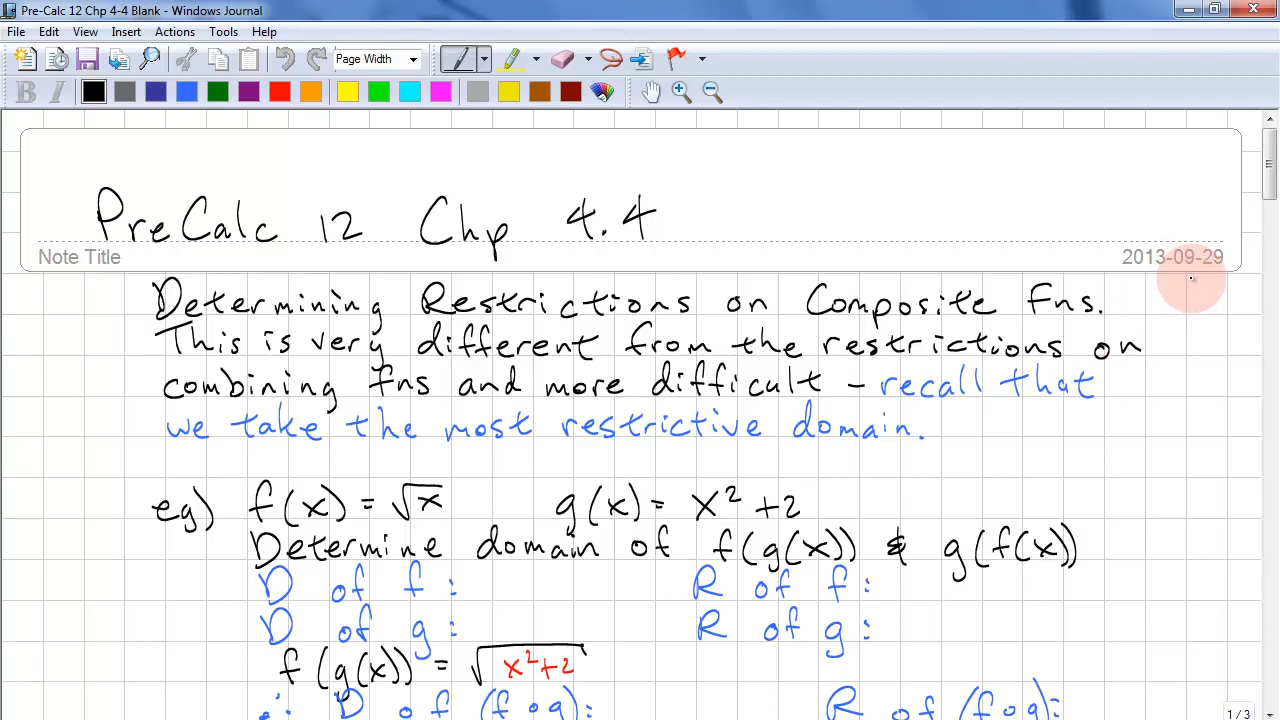 Pre-Calc 12 Chp 4-4 Blank - Windows Journal
File Edit View Insert Actions Tools Help
Page Width
B I
PreCalc 12 Chp 4.4
Note Title 2013-09-29
Determining Restrictions on Composite Fns.
This is very different from the restrictions on
combining fns and more difficult - recall that
we take the most restrictive domain.
eg) f(x) = √x g(x) = x² +2
Determine domain of f(g(x)) & g(f(x))
D of f: R of f:
D of g: R of g:
f(g(x)) = √x²+2
∴ D of (f∘g): R of (f∘g):
1/3